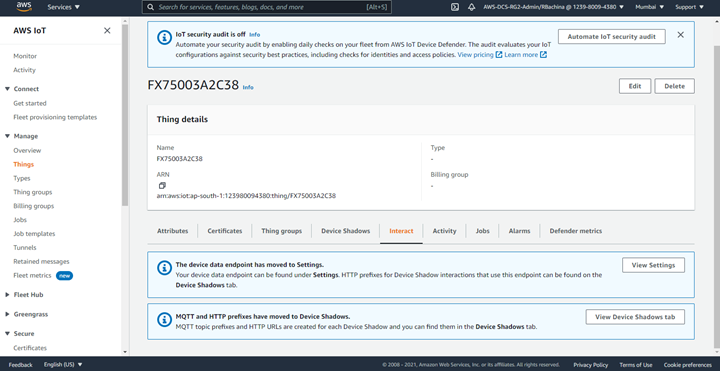 aws
Services
Search for services, features, blogs, docs, and more
[Alt+S]
AWS-DCS-RG2-Admin/RBachina @ 1239-8009-4380
Mumbai
Support
AWS IoT
Monitor
Activity
Connect
Get started
Fleet provisioning templates
Manage
Overview
Things
Types
Thing groups
Billing groups
Jobs
Job templates
Tunnels
Retained messages
Fleet metrics new
Fleet Hub
Greengrass
Secure
Certificates
IoT security audit is off Info
Automate your security audit by enabling daily checks on your fleet from AWS IoT Device Defender. The audit evaluates your IoT
configurations against security best practices, including checks for identities and access policies. View pricing Learn more
Automate IoT security audit
FX75003A2C38 Info
Edit
Delete
Thing details
Name
FX75003A2C38
ARN
arn:aws:iot:ap-south-1:123980094380:thing/FX75003A2C38
Type
-
Billing group
-
Attributes
Certificates
Thing groups
Device Shadows
Interact
Activity
Jobs
Alarms
Defender metrics
The device data endpoint has moved to Settings.
Your device data endpoint can be found under Settings. HTTP prefixes for Device Shadow interactions that use this endpoint can be found on the
Device Shadows tab.
View Settings
MQTT and HTTP prefixes have moved to Device Shadows.
MQTT topic prefixes and HTTP URLs are created for each Device Shadow and you can find them in the Device Shadows tab.
View Device Shadows tab
Feedback
English (US)
© 2008 - 2021, Amazon Web Services, Inc. or its affiliates. All rights reserved.
Privacy Policy
Terms of Use
Cookie preferences